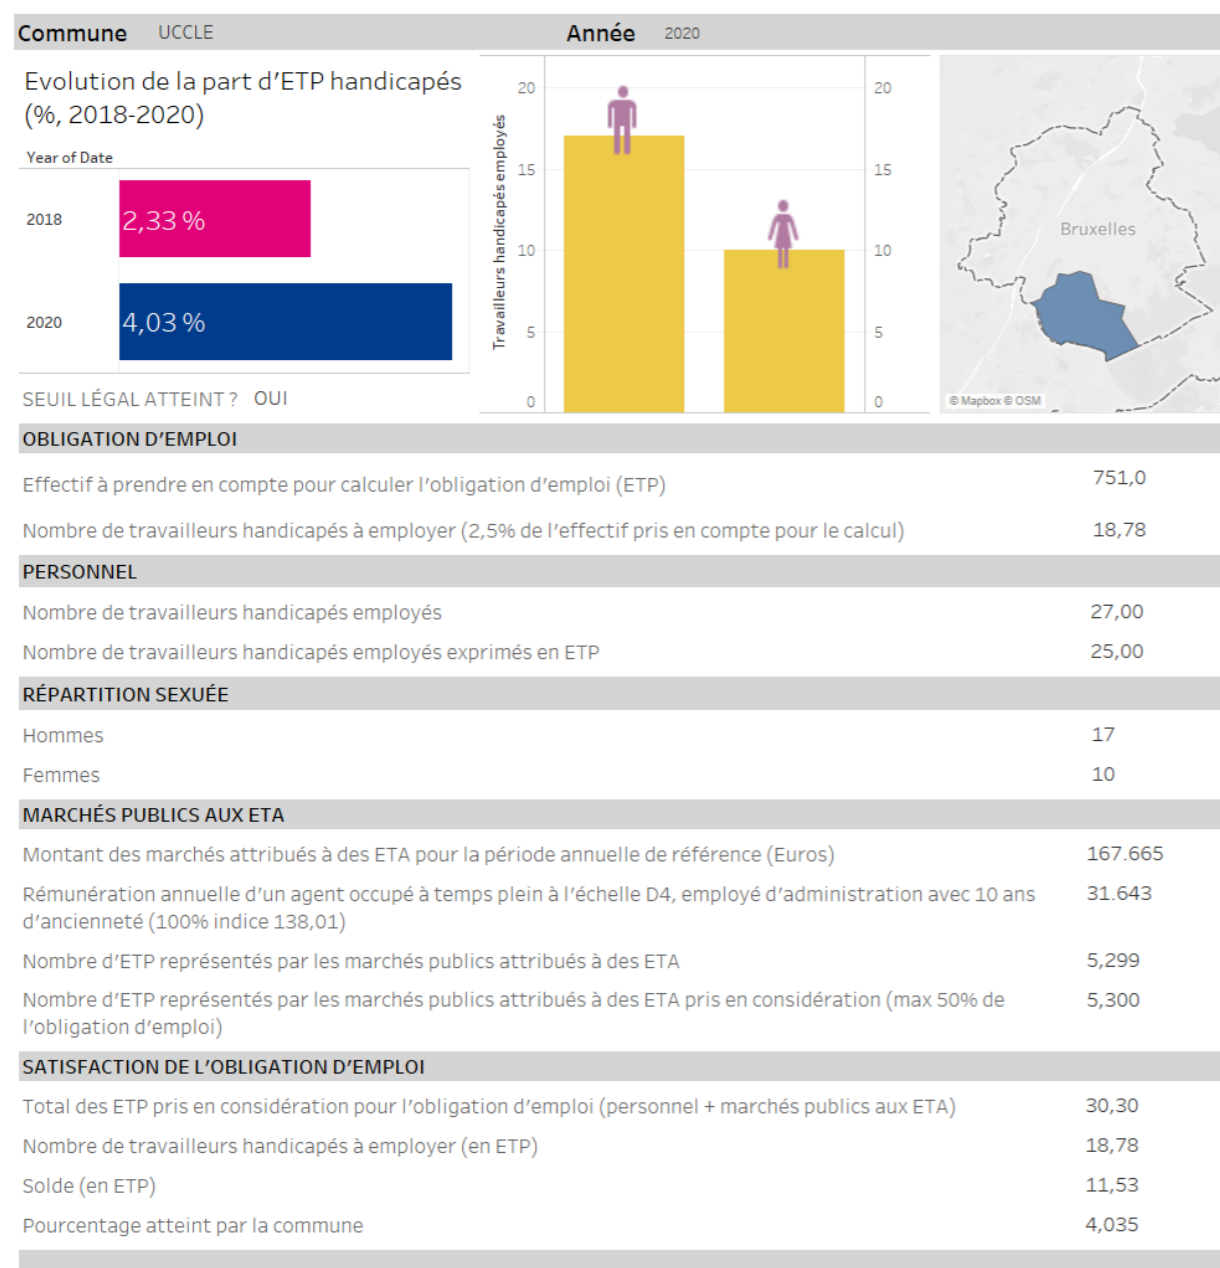 Commune UCCLE Année 2020
Evolution de la part d'ETP handicapés
(%, 2018-2020)
Year of Date
2018 2,33 %
2020 4,03 %
SEUIL LÉGAL ATTEINT ? OUI
Travailleurs handicapés employés
20 20
15 15
10 10
5 5
0 0
Bruxelles
© Mapbox © OSM
OBLIGATION D'EMPLOI
Effectif à prendre en compte pour calculer l'obligation d'emploi (ETP) 751,0
Nombre de travailleurs handicapés à employer (2,5% de l'effectif pris en compte pour le calcul) 18,78
PERSONNEL
Nombre de travailleurs handicapés employés 27,00
Nombre de travailleurs handicapés employés exprimés en ETP 25,00
RÉPARTITION SEXUÉE
Hommes 17
Femmes 10
MARCHÉS PUBLICS AUX ETA
Montant des marchés attribués à des ETA pour la période annuelle de référence (Euros) 167.665
Rémunération annuelle d'un agent occupé à temps plein à l'échelle D4, employé d'administration avec 10 ans 31.643
d'ancienneté (100% indice 138,01)
Nombre d'ETP représentés par les marchés publics attribués à des ETA 5,299
Nombre d'ETP représentés par les marchés publics attribués à des ETA pris en considération (max 50% de 5,300
l'obligation d'emploi)
SATISFACTION DE L'OBLIGATION D'EMPLOI
Total des ETP pris en considération pour l'obligation d'emploi (personnel + marchés publics aux ETA) 30,30
Nombre de travailleurs handicapés à employer (en ETP) 18,78
Solde (en ETP) 11,53
Pourcentage atteint par la commune 4,035